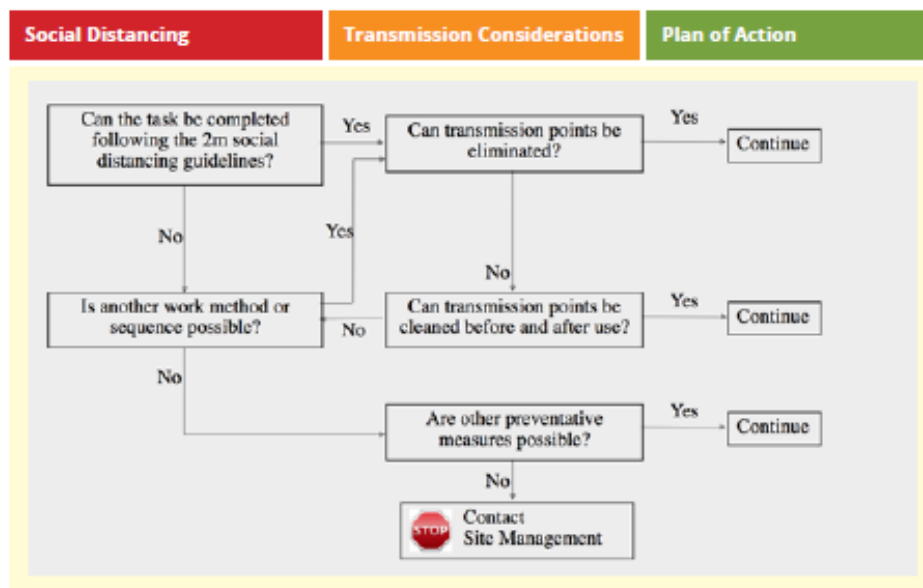 Social Distancing
Transmission Considerations
Plan of Action
Can the task be completed
following the 2m social
distancing guidelines?
Yes
Can transmission points be
eliminated?
Yes
Continue
No
Yes
No
Is another work method or
sequence possible?
No
Can transmission points be
cleaned before and after use?
Yes
Continue
No
Are other preventative
measures possible?
Yes
Continue
No
STOP
Contact
Site Management